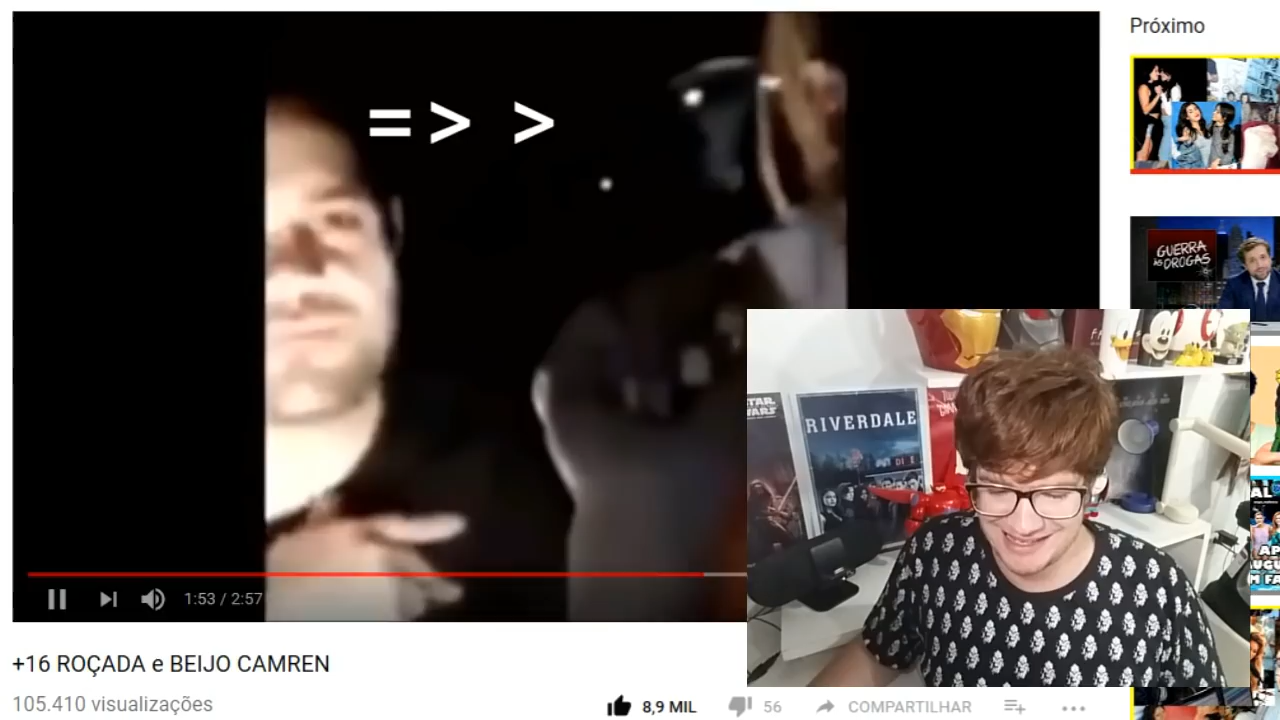 => >
Próximo
GUERRA
ÀS DROGAS
STAR
WARS
RIVERDALE
1:53 / 2:57
+16 ROÇADA e BEIJO CAMREN
105.410 visualizações
8,9 MIL
56
COMPARTILHAR